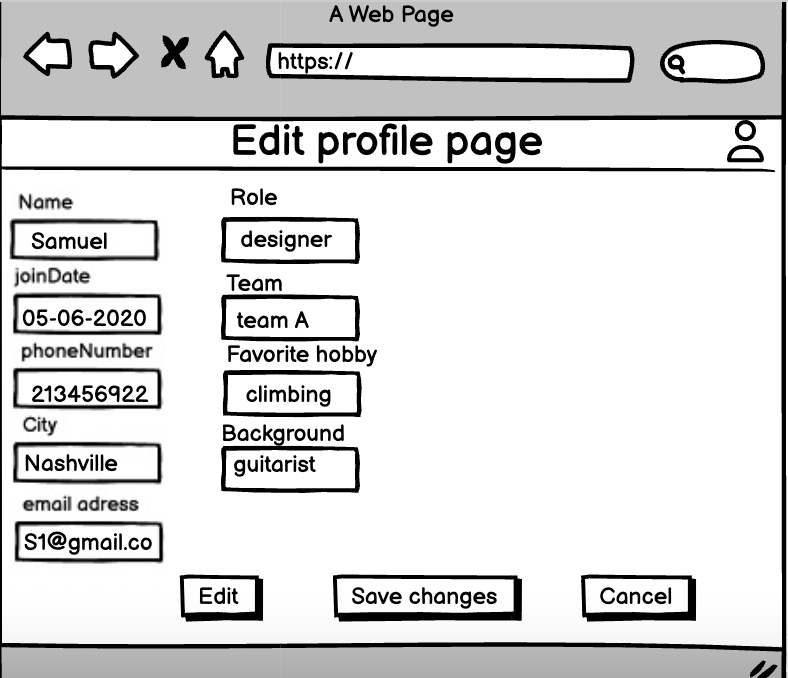 A Web Page
https://
Edit profile page
Name
Samuel
joinDate
05-06-2020
phoneNumber
213456922
City
Nashville
email adress
S1@gmail.co
Role
designer
Team
team A
Favorite hobby
climbing
Background
guitarist
Edit
Save changes
Cancel